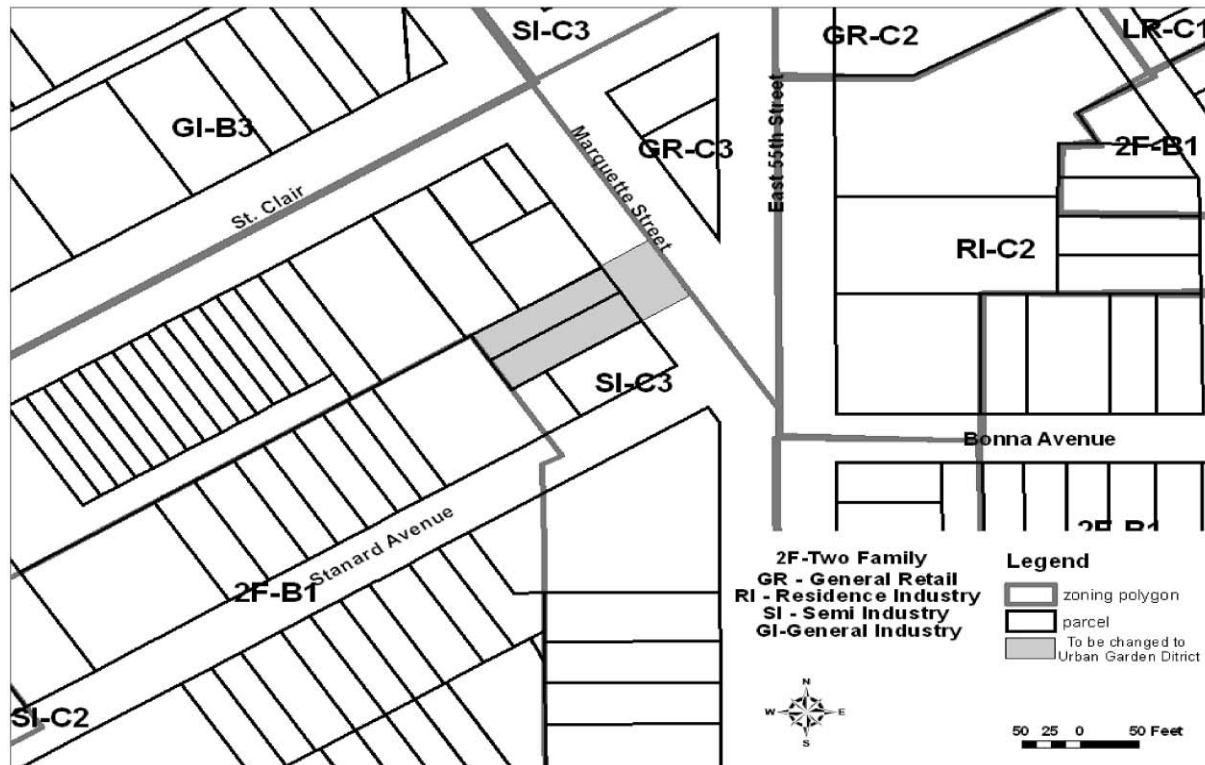 SI-C3
GR-C2
LR-C1
GI-B3
Marquette Street
GR-C3
East 55th Street
2F-B1
St. Clair
RI-C2
SI-C3
Bonna Avenue
Stanard Avenue
2F-B1
2F-B1
SI-C2
2F-Two Family
GR - General Retail
RI - Residence Industry
SI - Semi Industry
GI-General Industry
Legend
zoning polygon
parcel
To be changed to
Urban Garden Ditrict
N
W
E
S
50 25 0 50 Feet